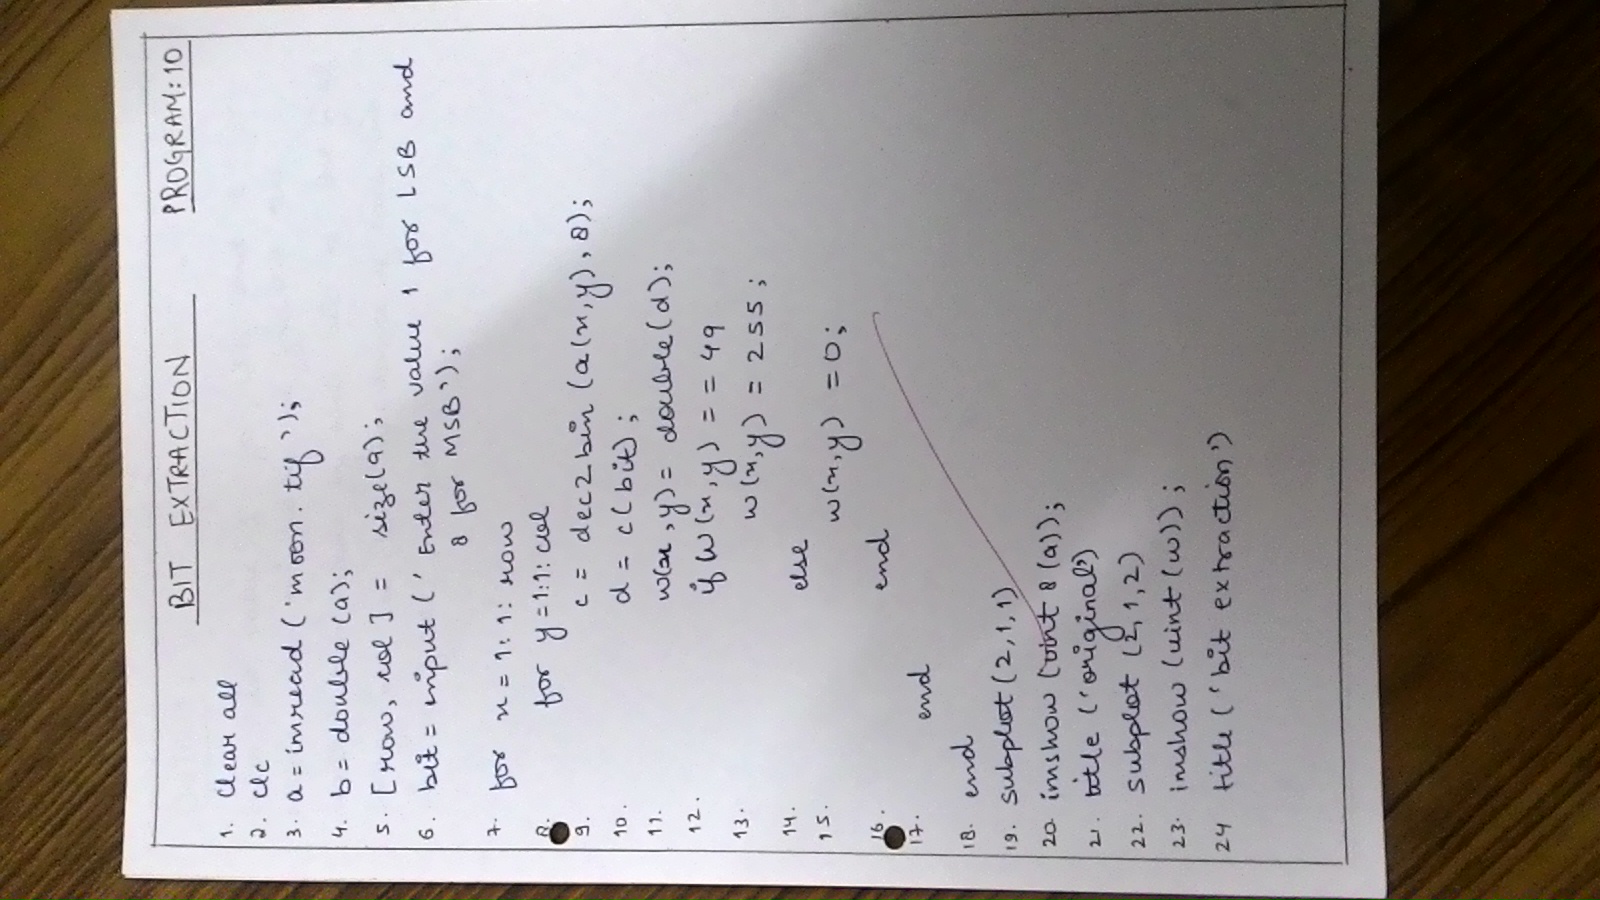 BIT EXTRACTION PROGRAM: 10
1. Clear all
2. clc
3. a = imread ('moon. tif ');
4. b = double (a);
5. [row, col ] = size(a);
6. bit = input (' Enter the value 1 for LSB and
8 for MSB');
7. for x = 1: 1: row
8. for y = 1:1: col
9. c = dec2bin (a(x,y), 8);
10. d = c(bit);
11. w(x,y) = double(d);
12. if W(x,y) = = 49
13. w(x,y) = 255;
14. else
15. w(x,y) = 0;
16. end
17. end
18. end
19. subplot (2,1,1)
20. imshow (uint 8 (a));
21. title ('original')
22. subplot (2,1,2)
23. imshow (uint (w));
24 title ('bit extraction')